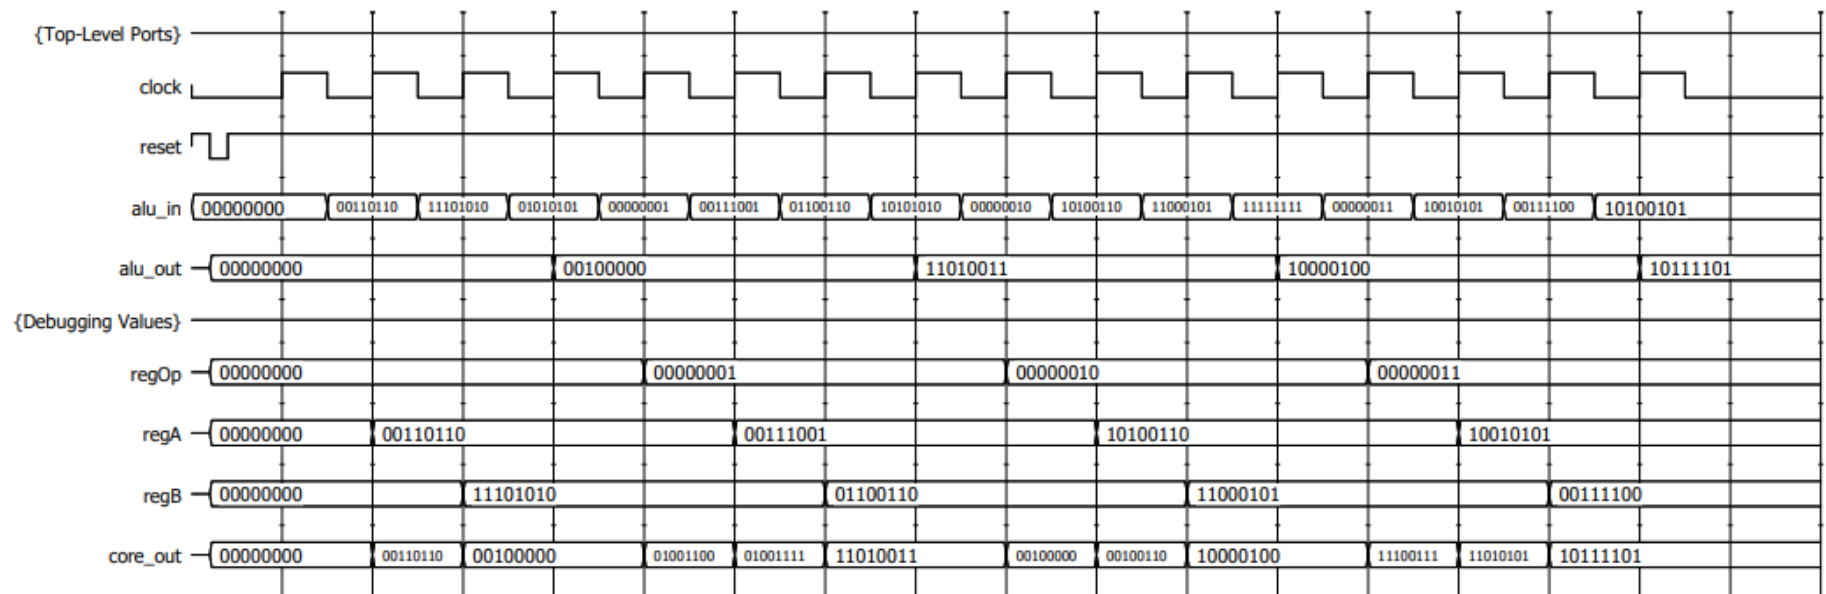 {Top-Level Ports}
clock
reset
alu_in 00000000 00110110 11101010 01010101 00000001 00111001 01100110 10101010 00000010 10100110 11000101 11111111 00000011 10010101 00111100 10100101
alu_out 00000000 00100000 11010011 10000100 10111101
{Debugging Values}
regOp 00000000 00000001 00000010 00000011
regA 00000000 00110110 00111001 10100110 10010101
regB 00000000 11101010 01100110 11000101 00111100
core_out 00000000 00110110 00100000 01001100 01001111 11010011 00100000 00100110 10000100 11100111 11010101 10111101